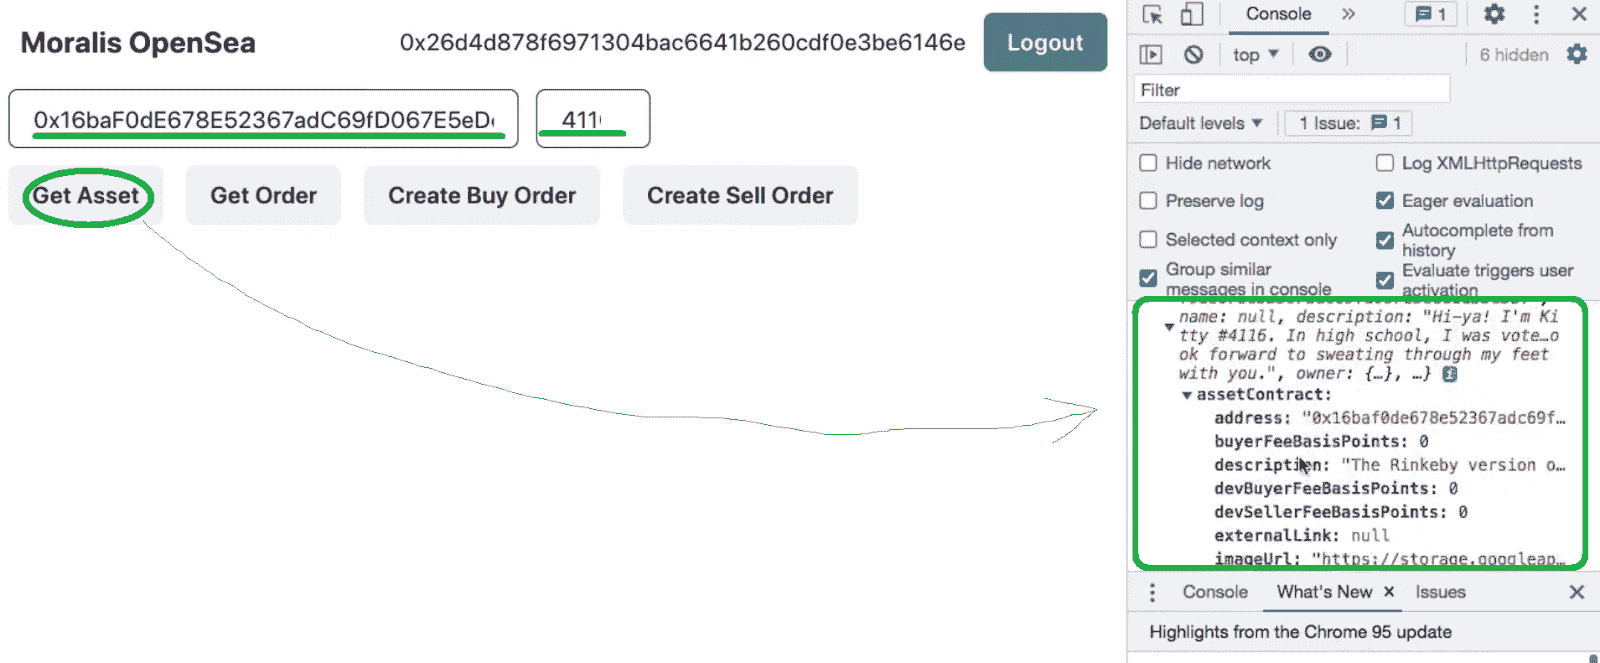 Moralis OpenSea
0x26d4d878f6971304bac6641b260cdf0e3be6146e
Logout
0x16baF0dE678E52367adC69fD067E5eD
411
Get Asset
Get Order
Create Buy Order
Create Sell Order
Console
1
top
6 hidden
Filter
Default levels
1 Issue: 1
Hide network
Log XMLHttpRequests
Preserve log
Eager evaluation
Selected context only
Autocomplete from
history
Group similar
messages in console
Evaluate triggers user
activation
name: null, description: "Hi-ya! I'm Ki
tty #4116. In high school, I was vote…o
ok forward to sweating through my feet
with you.", owner: {…}, …}
assetContract:
address: "0x16baf0de678e52367adc69f…
buyerFeeBasisPoints: 0
description: "The Rinkeby version o…
devBuyerFeeBasisPoints: 0
devSellerFeeBasisPoints: 0
externalLink: null
imageUrl: "https://storage.googleap…
Console
What's New
Issues
Highlights from the Chrome 95 update